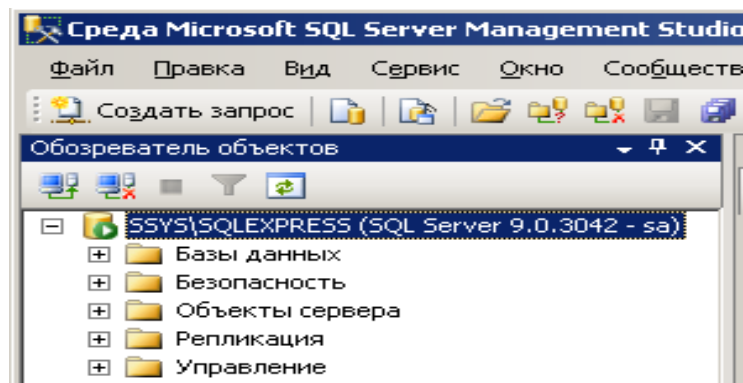 Среда Microsoft SQL Server Management Studio
Файл Правка Вид Сервис Окно Сообществ
Создать запрос
Обозреватель объектов
SSYS\SQLEXPRESS (SQL Server 9.0.3042 - sa)
Базы данных
Безопасность
Объекты сервера
Репликация
Управление